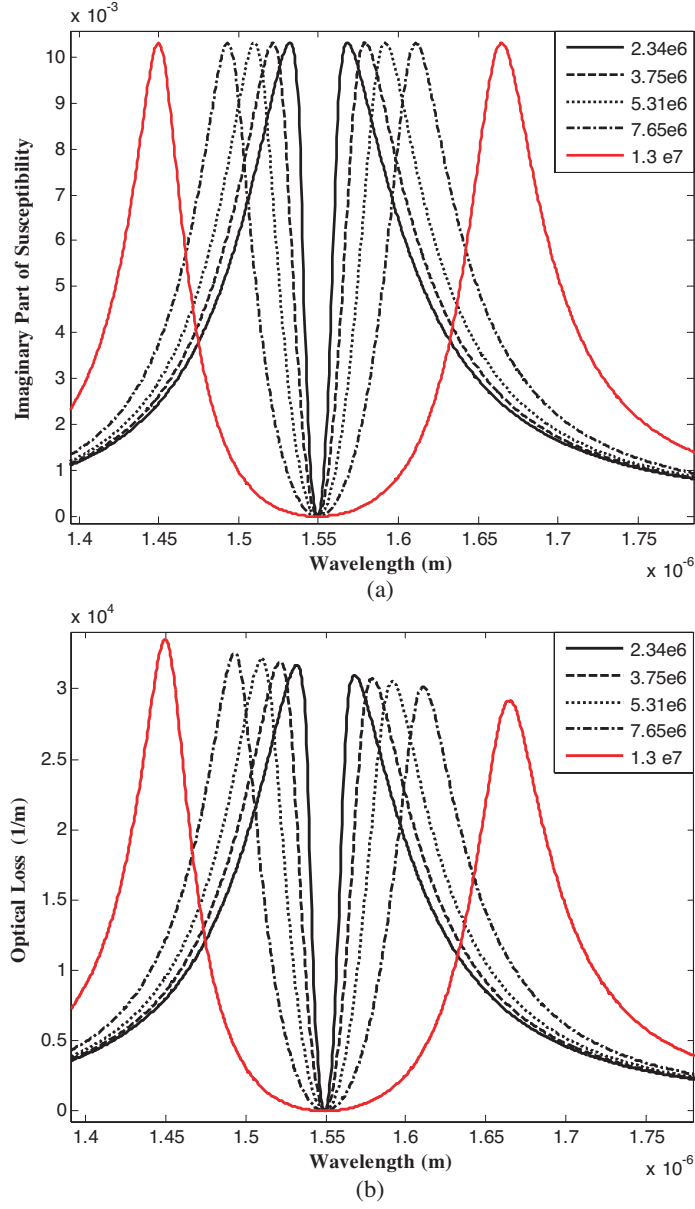 x 10^-3
10
9
8
7
6
5
4
3
2
1
0
Imaginary Part of Susceptibility
2.34e6
3.75e6
5.31e6
7.65e6
1.3 e7
1.4 1.45 1.5 1.55 1.6 1.65 1.7 1.75
Wavelength (m)
x 10^-6
(a)
x 10^4
3
2.5
2
1.5
1
0.5
0
Optical Loss (1/m)
2.34e6
3.75e6
5.31e6
7.65e6
1.3 e7
1.4 1.45 1.5 1.55 1.6 1.65 1.7 1.75
Wavelength (m)
x 10^-6
(b)